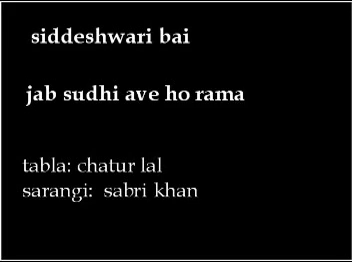 siddeshwari bai
jab sudhi ave ho rama
tabla: chatur lal
sarangi: sabri khan